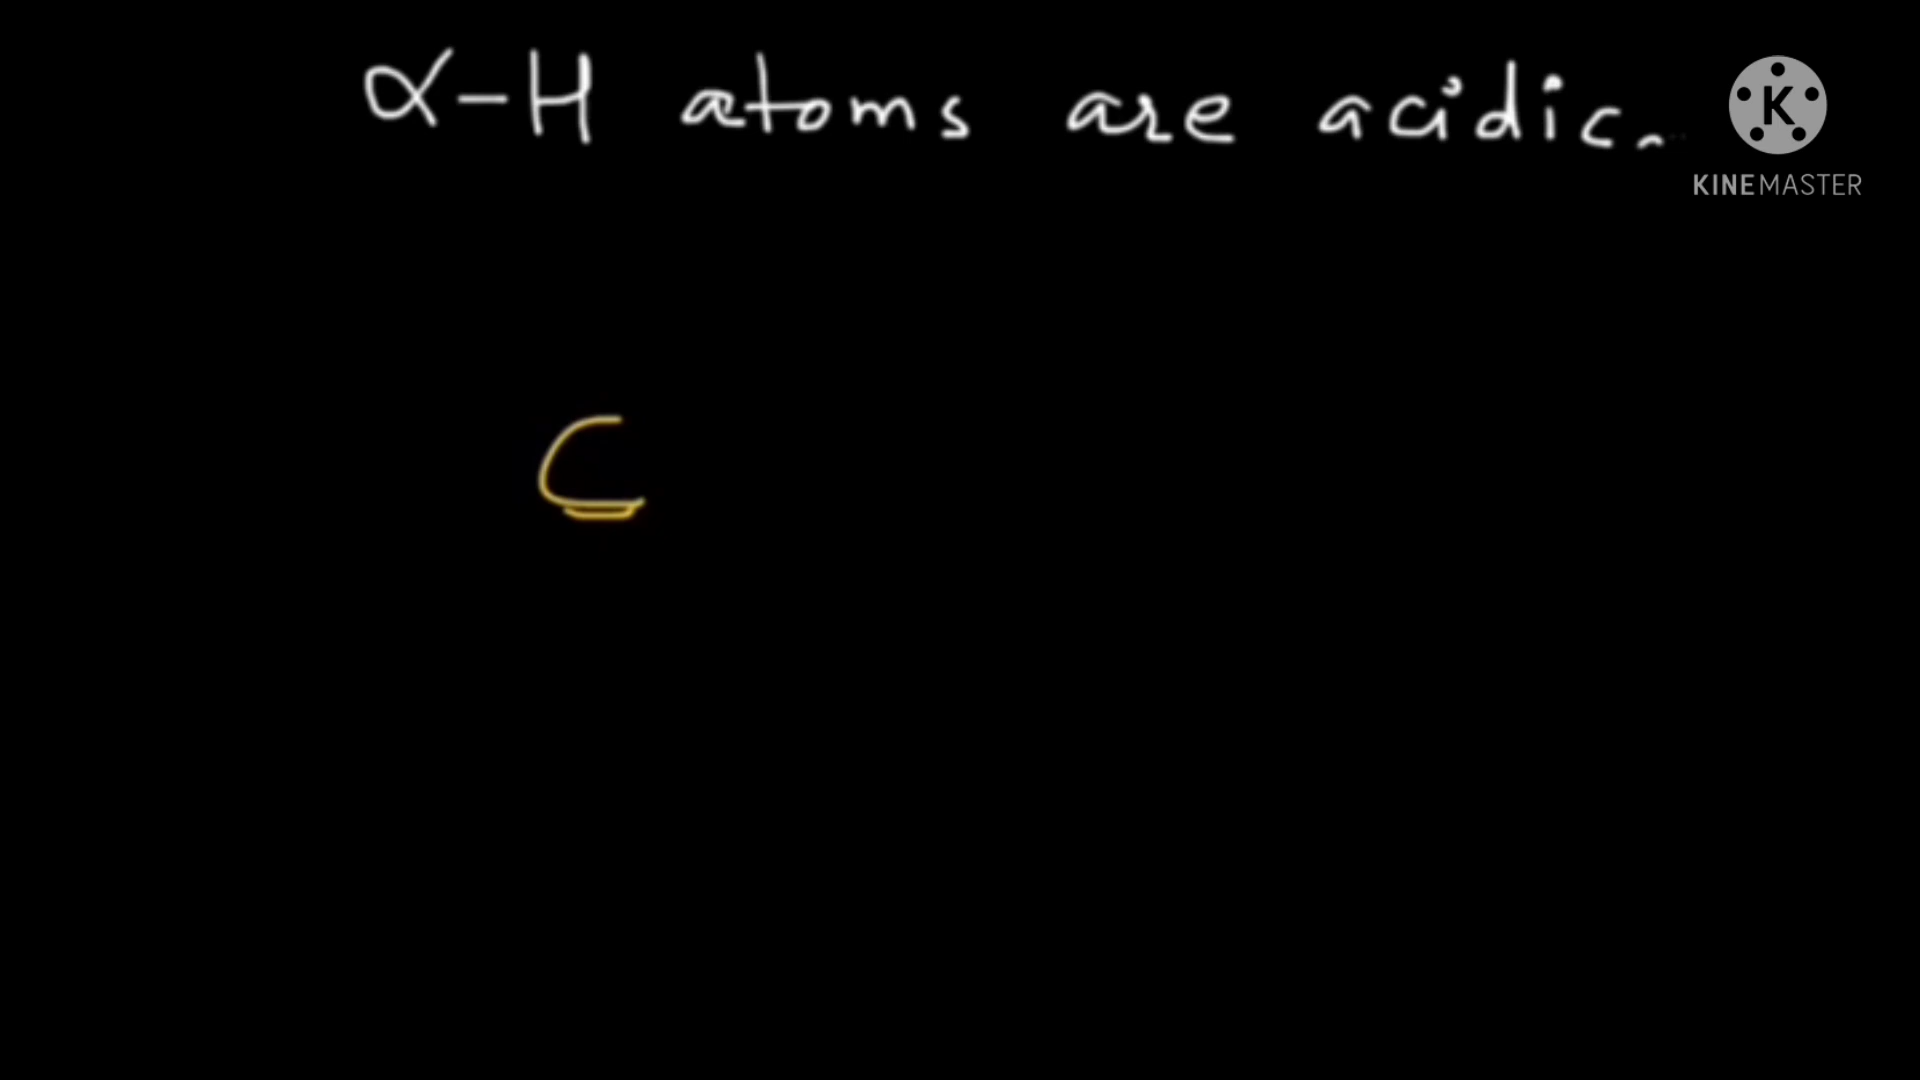 α-H atoms are acidic.
K
KINEMASTER
C